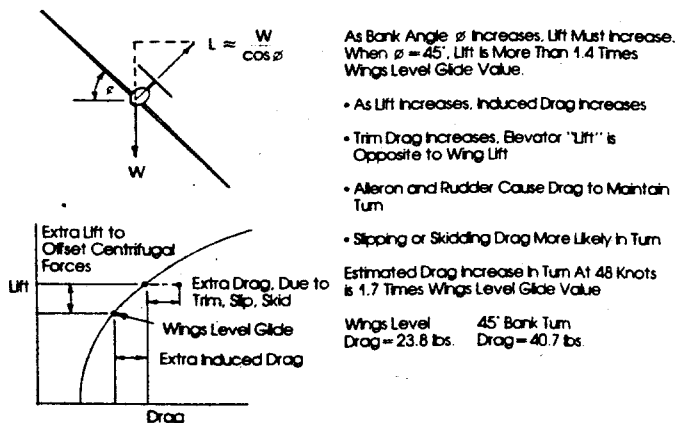 L ≈ W
cos ø
ø
W
As Bank Angle ø Increases, Lift Must Increase.
When ø = 45°, Lift Is More Than 1.4 Times
Wings Level Glide Value.
• As Lift Increases, Induced Drag Increases
• Trim Drag Increases, Elevator "Lift" is
Opposite to Wing Lift
• Aileron and Rudder Cause Drag to Maintain
Turn
• Slipping or Skidding Drag More Likely in Turn
Estimated Drag Increase In Turn At 48 Knots
is 1.7 Times Wings Level Glide Value
Wings Level 45° Bank Turn
Drag = 23.8 lbs. Drag = 40.7 lbs.
Extra Lift to
Offset Centrifugal
Forces
Lift
Extra Drag, Due to
Trim, Slip, Skid
Wings Level Glide
Extra Induced Drag
Drag